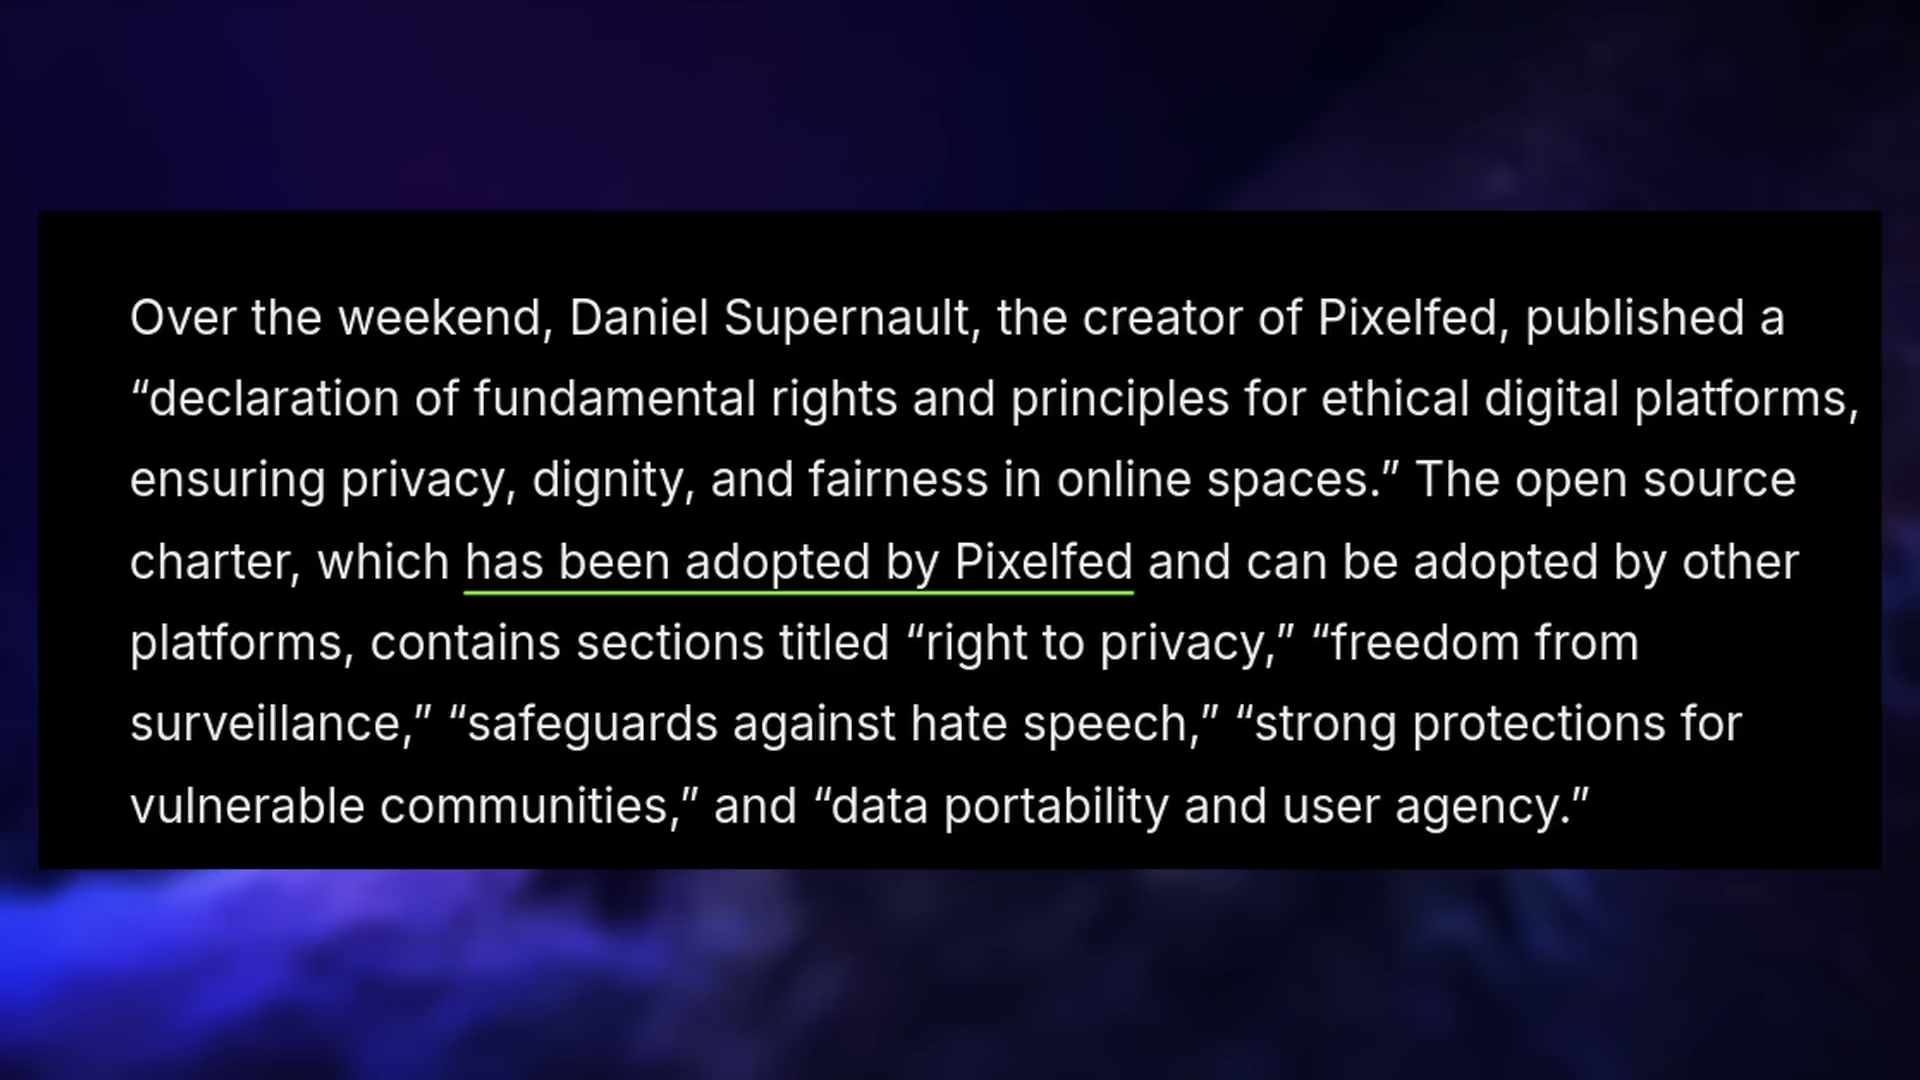 Over the weekend, Daniel Supernault, the creator of Pixelfed, published a
“declaration of fundamental rights and principles for ethical digital platforms,
ensuring privacy, dignity, and fairness in online spaces.” The open source
charter, which has been adopted by Pixelfed and can be adopted by other
platforms, contains sections titled “right to privacy,” “freedom from
surveillance,” “safeguards against hate speech,” “strong protections for
vulnerable communities,” and “data portability and user agency.”